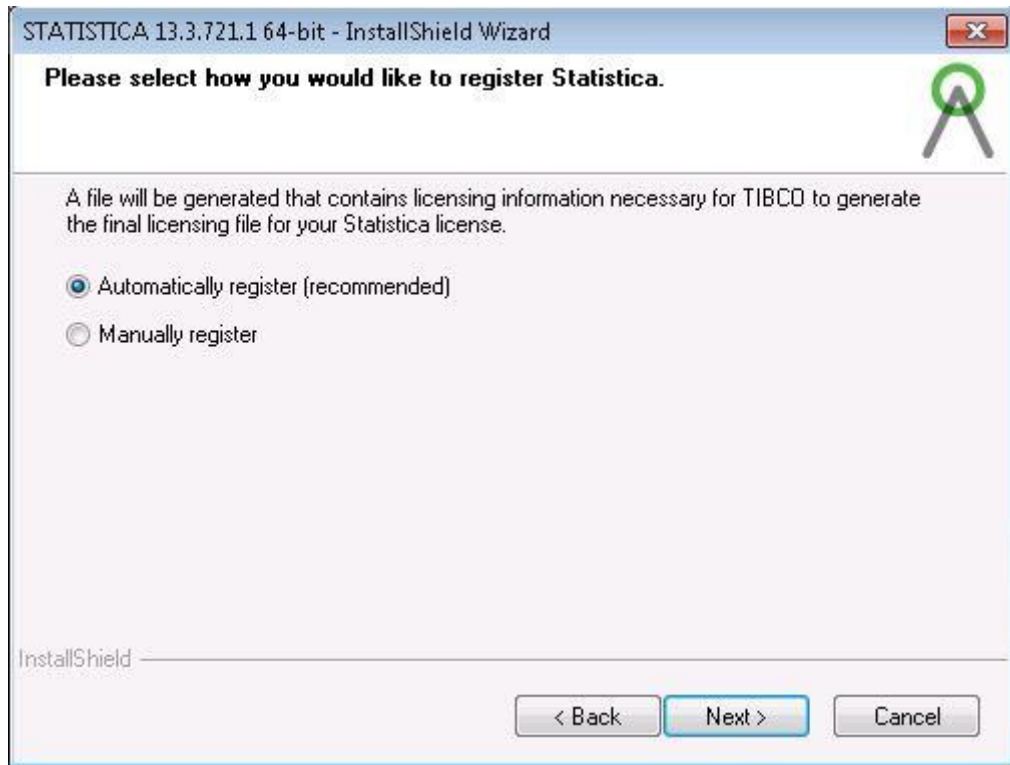 STATISTICA 13.3.721.1 64-bit - InstallShield Wizard
Please select how you would like to register Statistica.
A file will be generated that contains licensing information necessary for TIBCO to generate
the final licensing file for your Statistica license.
Automatically register (recommended)
Manually register
InstallShield
< Back
Next >
Cancel